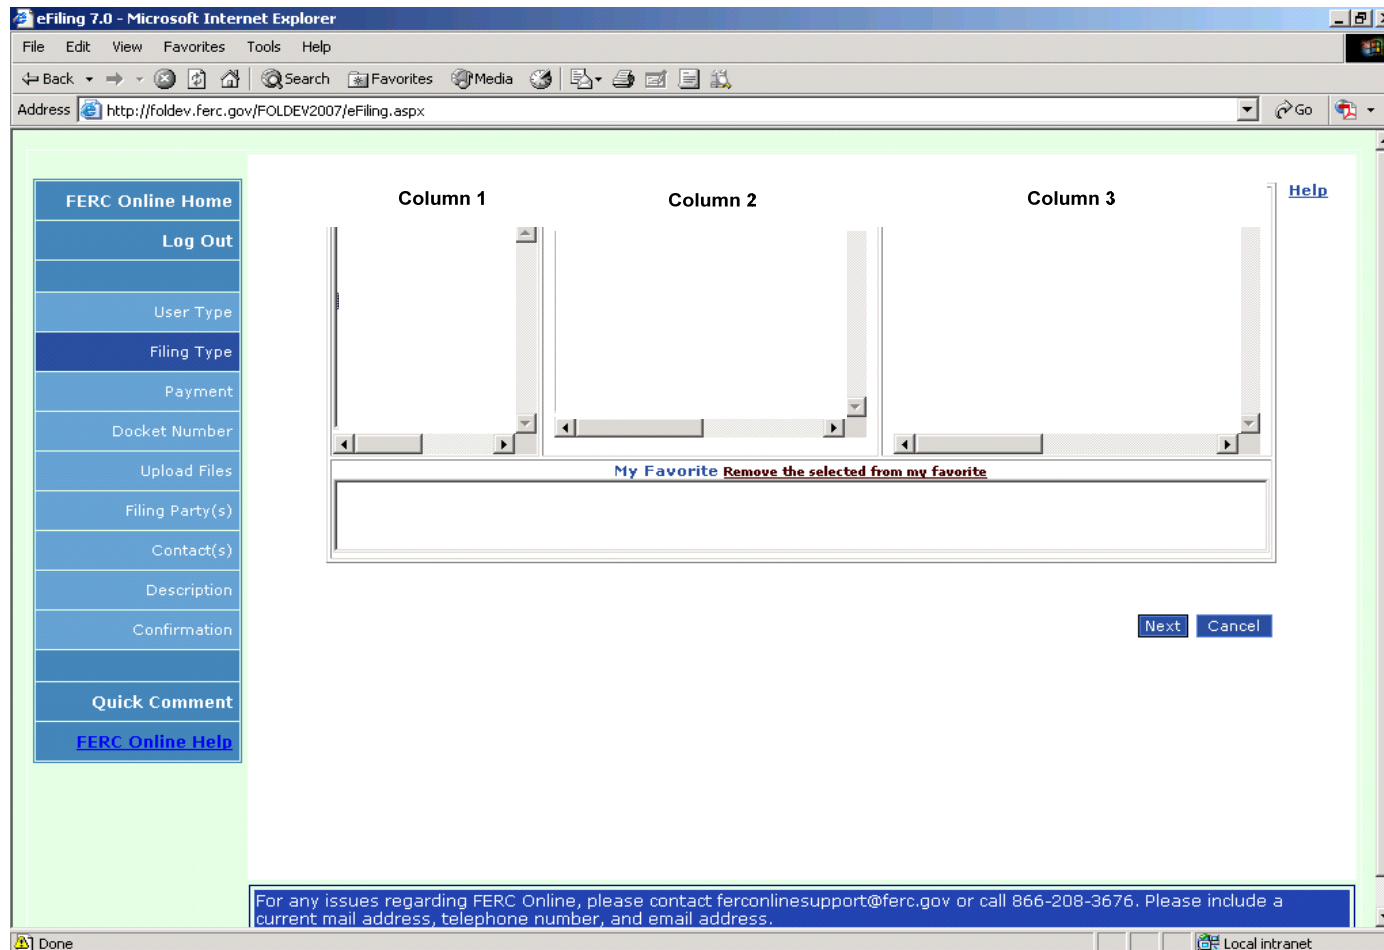 eFiling 7.0 - Microsoft Internet Explorer
File Edit View Favorites Tools Help
Back Search Favorites Media
Address http://foldev.ferc.gov/FOLDEV2007/eFiling.aspx Go
FERC Online Home
Log Out
User Type
Filing Type
Payment
Docket Number
Upload Files
Filing Party(s)
Contact(s)
Description
Confirmation
Quick Comment
FERC Online Help
Column 1 Column 2 Column 3
Help
My Favorite Remove the selected from my favorite
Next Cancel
For any issues regarding FERC Online, please contact ferconlinesupport@ferc.gov or call 866-208-3676. Please include a
current mail address, telephone number, and email address.
Done Local intranet